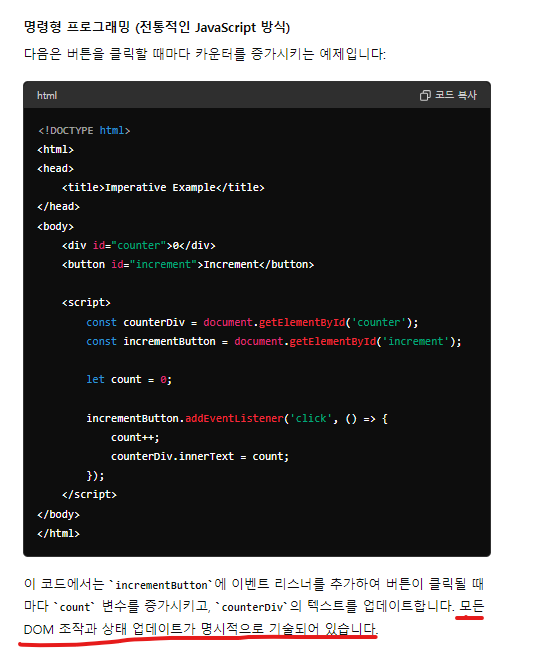 명령형 프로그래밍 (전통적인 JavaScript 방식)
다음은 버튼을 클릭할 때마다 카운터를 증가시키는 예제입니다:
html
코드 복사
<!DOCTYPE html>
<html>
<head>
    <title>Imperative Example</title>
</head>
<body>
    <div id="counter">0</div>
    <button id="increment">Increment</button>

    <script>
        const counterDiv = document.getElementById('counter');
        const incrementButton = document.getElementById('increment');

        let count = 0;

        incrementButton.addEventListener('click', () => {
            count++;
            counterDiv.innerText = count;
        });
    </script>
</body>
</html>
이 코드에서는 `incrementButton`에 이벤트 리스너를 추가하여 버튼이 클릭될 때
마다 `count` 변수를 증가시키고, `counterDiv`의 텍스트를 업데이트합니다. 모든
DOM 조작과 상태 업데이트가 명시적으로 기술되어 있습니다.